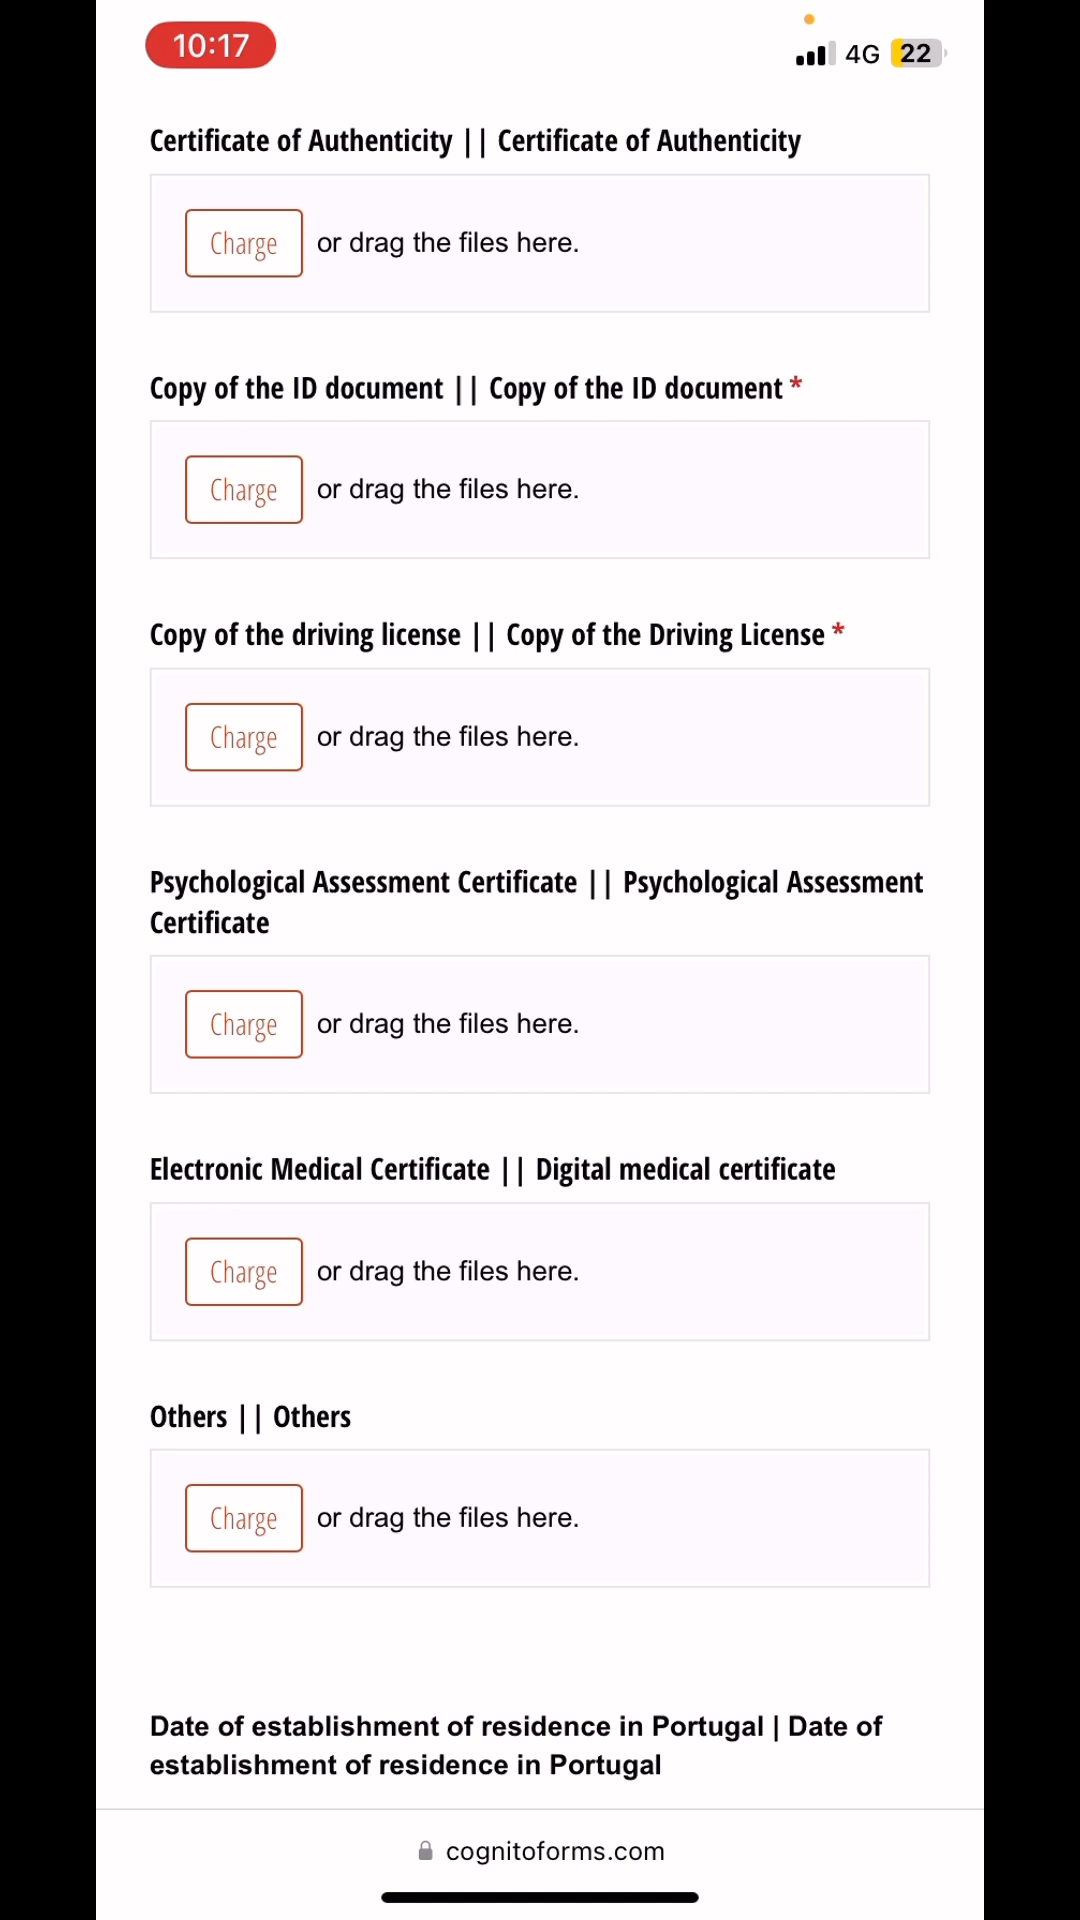 10:17
4G 22
Certificate of Authenticity || Certificate of Authenticity
Charge or drag the files here.
Copy of the ID document || Copy of the ID document *
Charge or drag the files here.
Copy of the driving license || Copy of the Driving License *
Charge or drag the files here.
Psychological Assessment Certificate || Psychological Assessment
Certificate
Charge or drag the files here.
Electronic Medical Certificate || Digital medical certificate
Charge or drag the files here.
Others || Others
Charge or drag the files here.
Date of establishment of residence in Portugal | Date of
establishment of residence in Portugal
cognitoforms.com